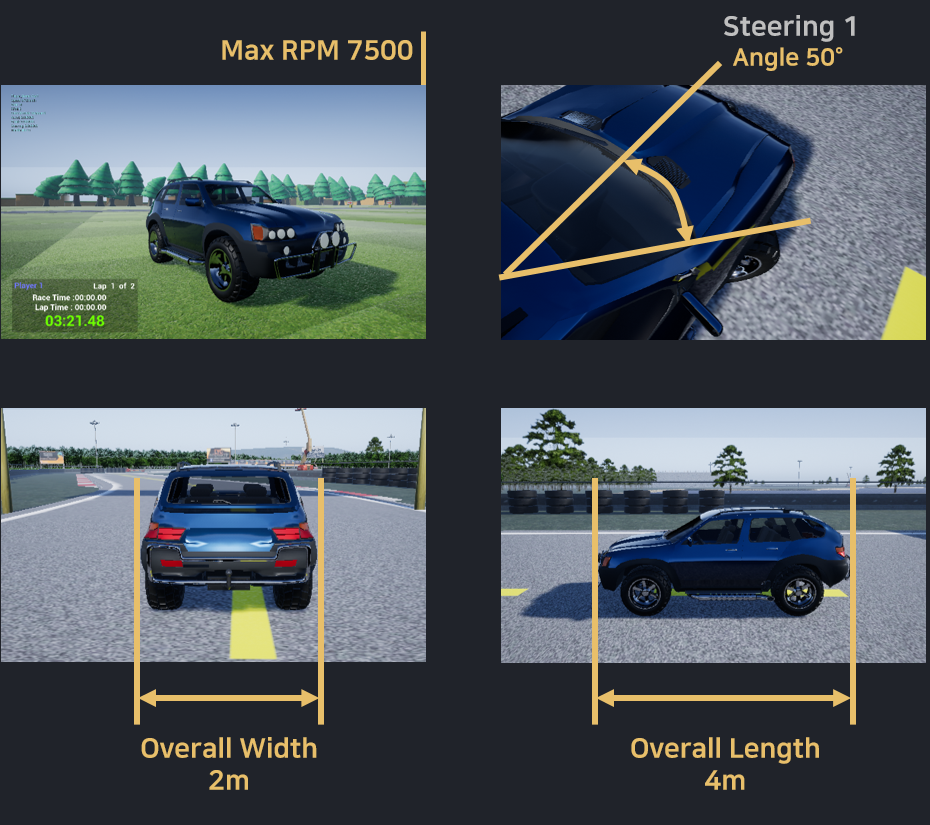 Max RPM 7500
Steering 1
Angle 50°
Player 1
Lap 1 of 2
Race Time :00:00.00
Lap Time : 00:00.00
03:21.48
Overall Width
2m
Overall Length
4m